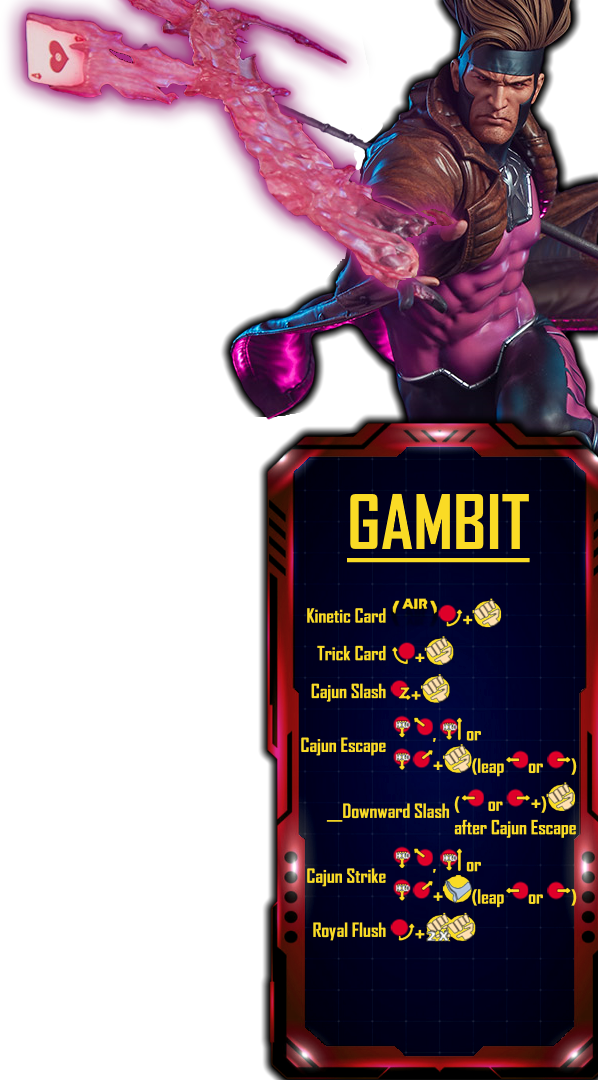 GAMBIT
Kinetic Card (AIR) +
Trick Card +
Cajun Slash +
, or
Cajun Escape
+ (leap or )
__Downward Slash ( or +)
after Cajun Escape
, or
Cajun Strike
+ (leap or )
Royal Flush + 2X